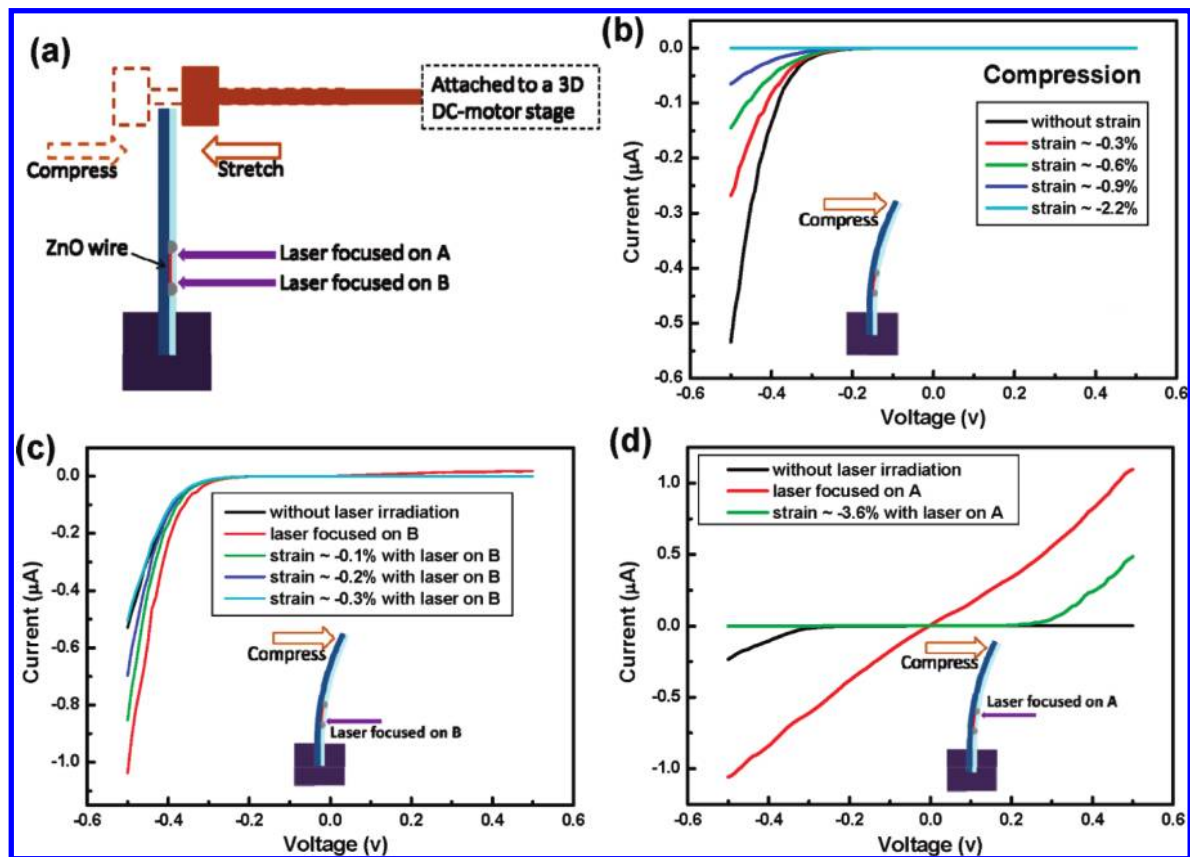 (a)
Attached to a 3D
DC-motor stage
Compress
Stretch
ZnO wire
Laser focused on A
Laser focused on B
(b)
Compression
without strain
strain ~ -0.3%
strain ~ -0.6%
strain ~ -0.9%
strain ~ -2.2%
Compress
Current (μA)
0.0
-0.1
-0.2
-0.3
-0.4
-0.5
-0.6
-0.6 -0.4 -0.2 0.0 0.2 0.4 0.6
Voltage (v)
(c)
without laser irradiation
laser focused on B
strain ~ -0.1% with laser on B
strain ~ -0.2% with laser on B
strain ~ -0.3% with laser on B
Compress
Laser focused on B
Current (μA)
0.0
-0.2
-0.4
-0.6
-0.8
-1.0
-0.6 -0.4 -0.2 0.0 0.2 0.4 0.6
Voltage (v)
(d)
without laser irradiation
laser focused on A
strain ~ -3.6% with laser on A
Compress
Laser focused on A
Current (μA)
1.0
0.5
0.0
-0.5
-1.0
-0.6 -0.4 -0.2 0.0 0.2 0.4 0.6
Voltage (v)